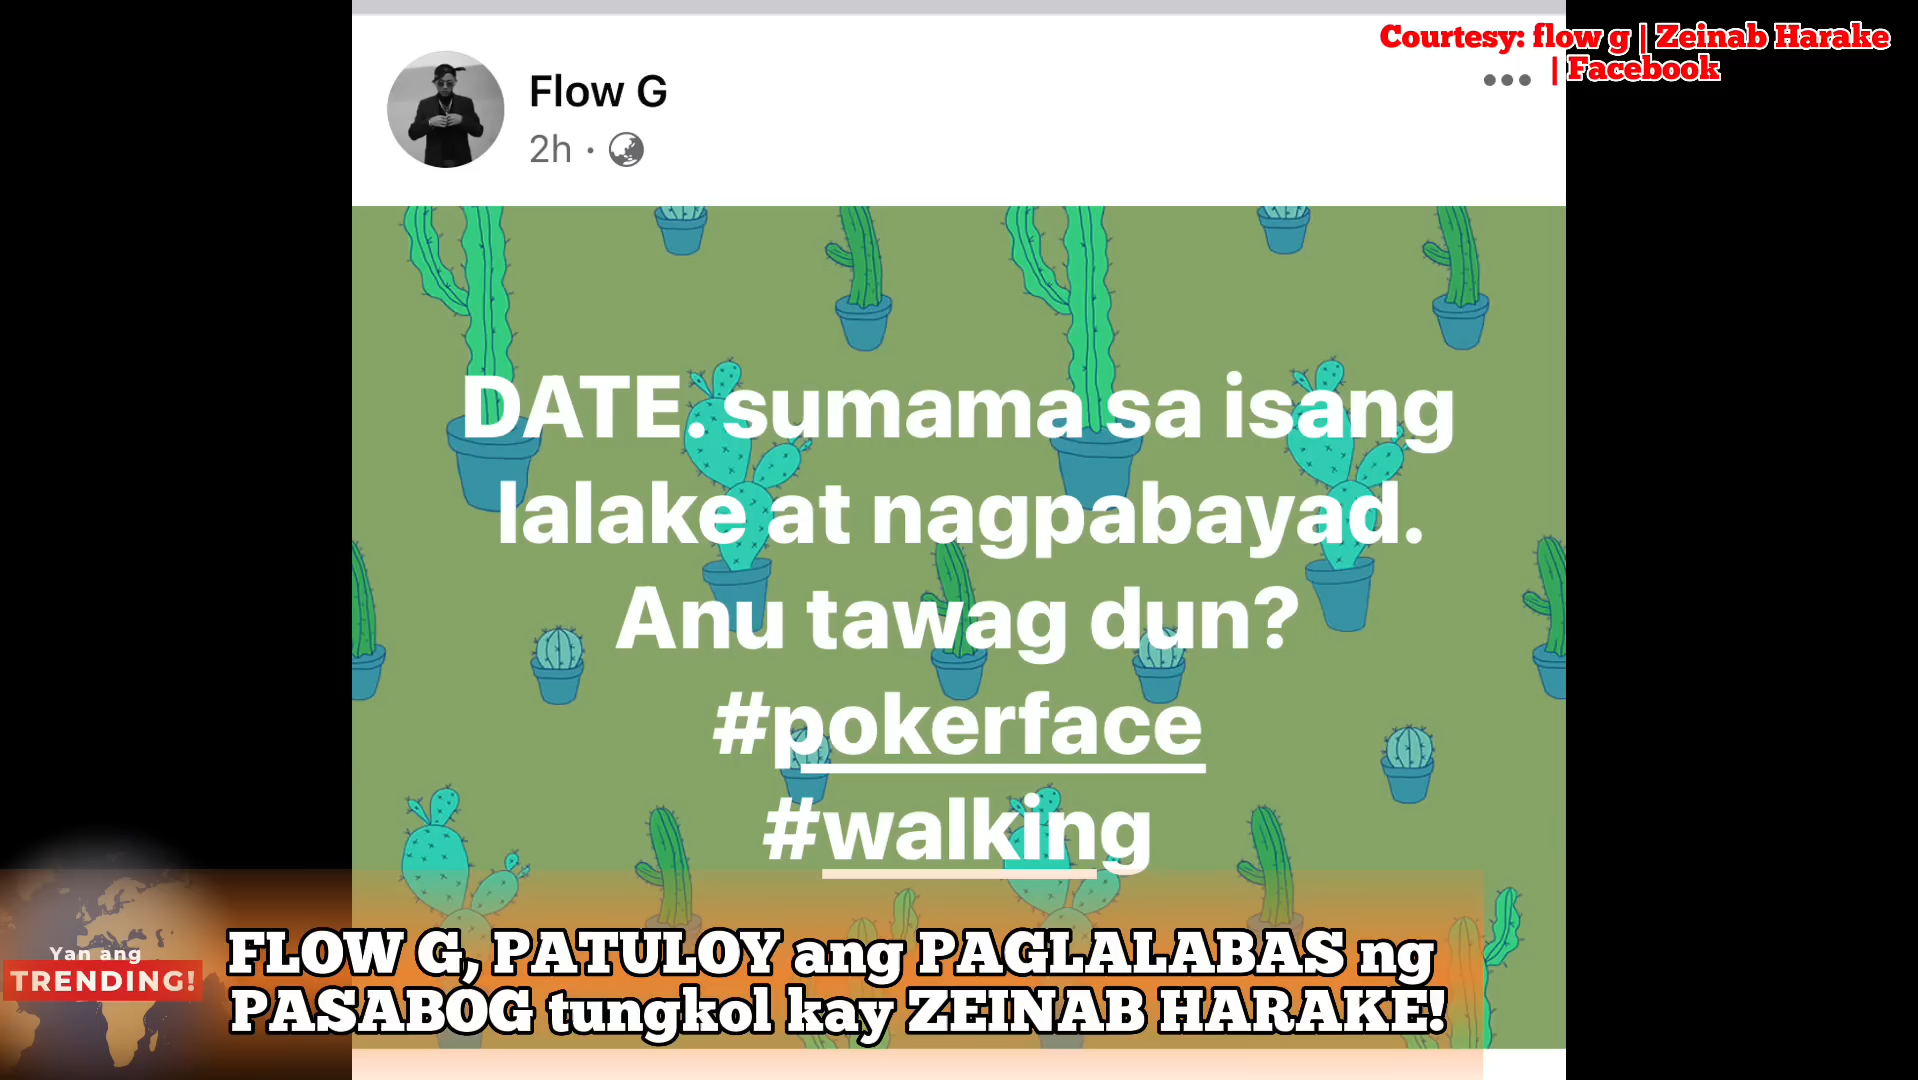 Courtesy: flow g | Zeinab Harake
| Facebook
Flow G
2h ·
DATE. sumama sa isang
lalake at nagpabayad.
Anu tawag dun?
#pokerface
#walking
Yan ang
TRENDING!
FLOW G, PATULOY ang PAGLALABAS ng
PASABOG tungkol kay ZEINAB HARAKE!